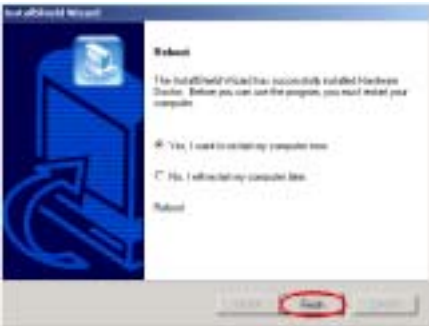 InstallShield Wizard
Reboot
The InstallShield Wizard has successfully installed Hardware
Doctor. Before you can use the program, you must restart your
computer.
Yes, I want to restart my computer now.
No, I will restart my computer later.
Reboot
Finish